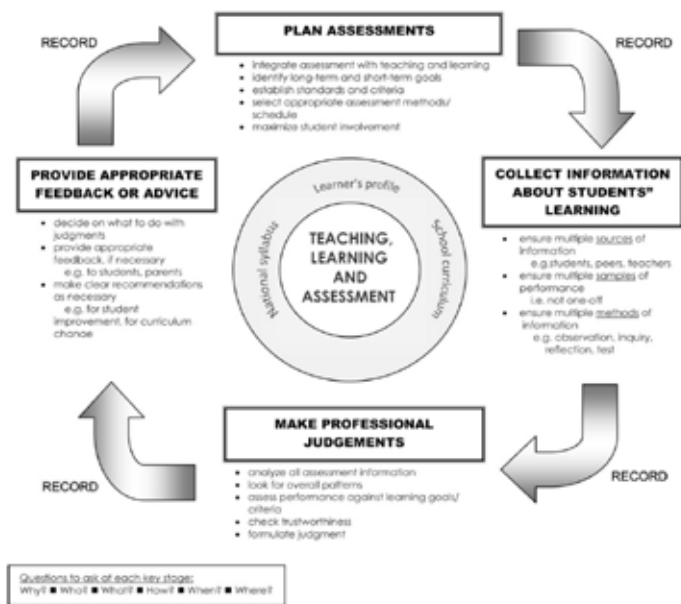 RECORD
PLAN ASSESSMENTS
RECORD
• integrate assessment with teaching and learning
• identify long-term and short-term goals
• establish standards and criteria
• select appropriate assessment methods/
schedule
• maximize student involvement
PROVIDE APPROPRIATE
FEEDBACK OR ADVICE
• decide on what to do with
judgments
• provide appropriate
feedback, if necessary
e.g. to students, parents
• make clear recommendations
as necessary
e.g. for student
improvement, for curriculum
change
Learner's profile
National syllabus
School curriculum
TEACHING,
LEARNING
AND
ASSESSMENT
COLLECT INFORMATION
ABOUT STUDENTS"
LEARNING
• ensure multiple sources of
information
e.g.students, peers, teachers
• ensure multiple samples of
performance
i.e. not one-off
• ensure multiple methods of
information
e.g. observation, inquiry,
reflection, test
MAKE PROFESSIONAL
JUDGEMENTS
• analyze all assessment information
• look for overall patterns
• assess performance against learning goals/
criteria
• check trustworthiness
• formulate judgment
RECORD
RECORD
Questions to ask of each key stage:
Why? ■ Who? ■ What? ■ How? ■ When? ■ Where?